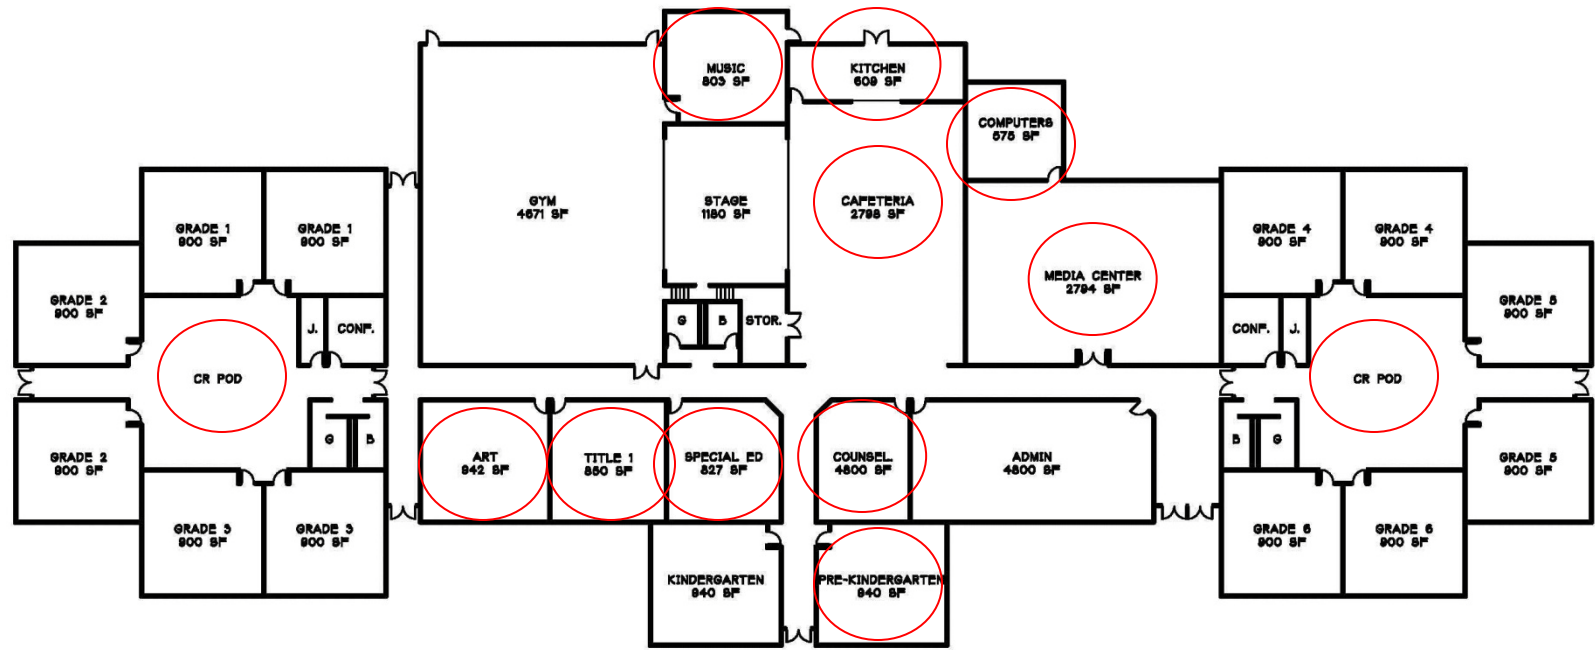 MUSIC
803 SF
KITCHEN
609 SF
COMPUTERS
575 SF
GYM
4671 SF
STAGE
1180 SF
CAFETERIA
2798 SF
MEDIA CENTER
2794 SF
GRADE 1
900 SF
GRADE 1
900 SF
GRADE 4
900 SF
GRADE 4
900 SF
GRADE 2
900 SF
GRADE 5
900 SF
J.
CONF.
G
B
STOR.
CONF.
J.
CR POD
CR POD
G
B
B
G
GRADE 2
900 SF
ART
942 SF
TITLE 1
850 SF
SPECIAL ED
827 SF
COUNSEL.
4800 SF
ADMIN
4800 SF
GRADE 5
900 SF
GRADE 3
900 SF
GRADE 3
900 SF
GRADE 6
900 SF
GRADE 6
900 SF
KINDERGARTEN
940 SF
PRE-KINDERGARTEN
940 SF